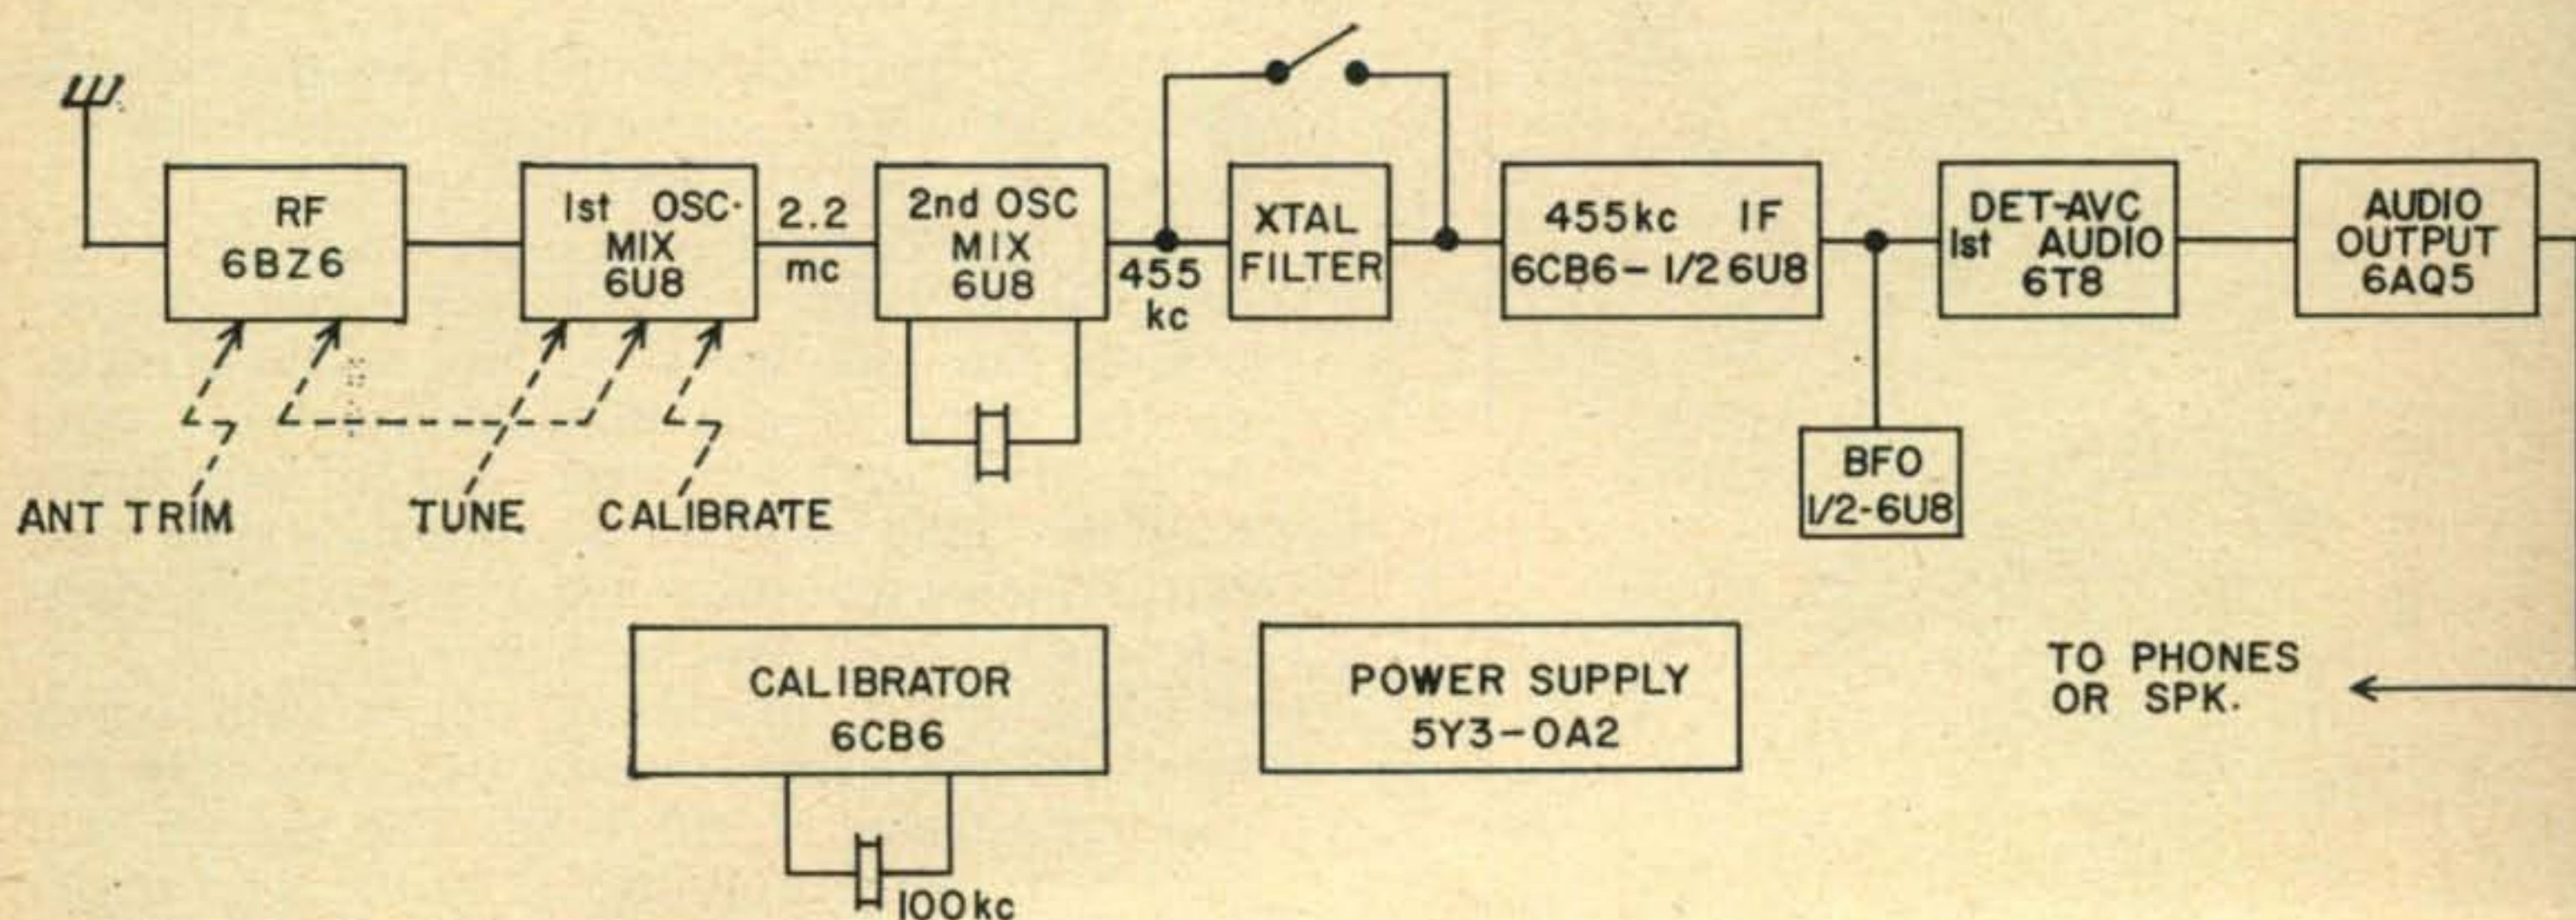 RF
6BZ6
1st OSC.
MIX
6U8
2.2
mc
2nd OSC
MIX
6U8
455
kc
XTAL
FILTER
455kc IF
6CB6-1/2 6U8
DET-AVC
1st AUDIO
6T8
AUDIO
OUTPUT
6AQ5
BFO
1/2-6U8
ANT TRIM
TUNE
CALIBRATE
CALIBRATOR
6CB6
100kc
POWER SUPPLY
5Y3-OA2
TO PHONES
OR SPK.